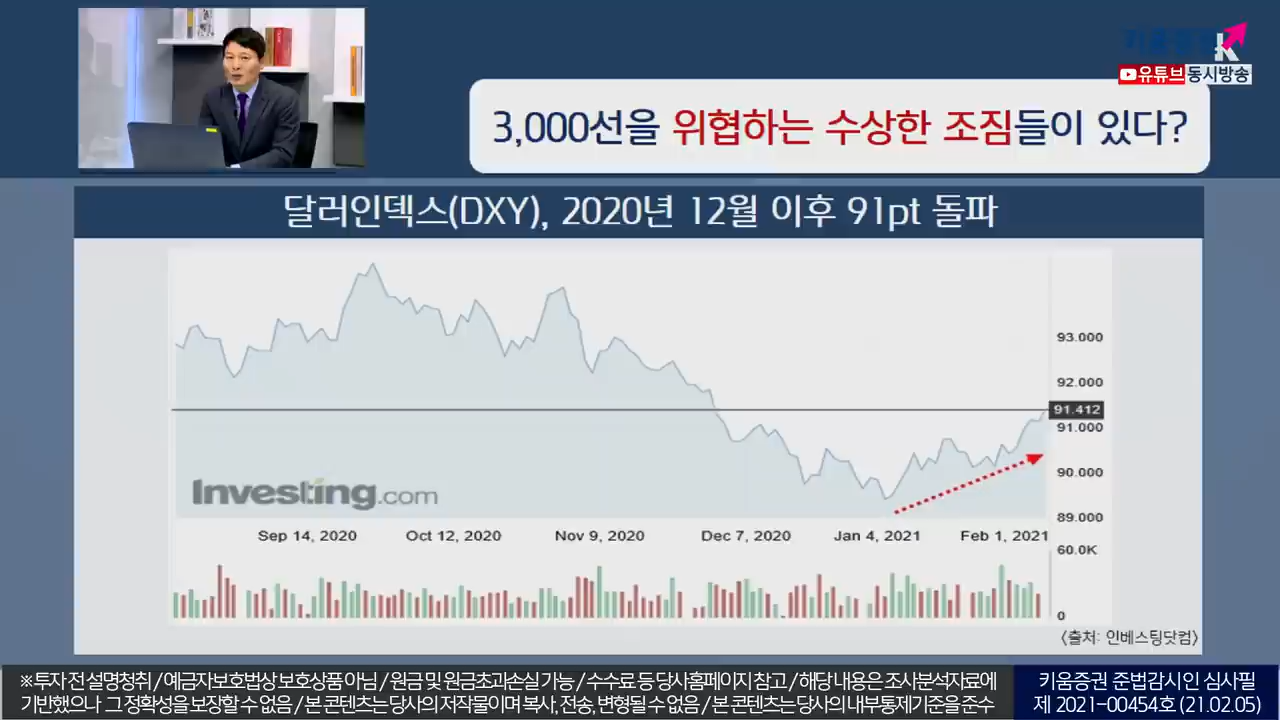 키움증권
유튜브동시방송
3,000선을 위협하는 수상한 조짐들이 있다?
달러인덱스(DXY), 2020년 12월 이후 91pt 돌파
93.000
92.000
91.412
91.000
90.000
89.000
Investing.com
Sep 14, 2020 Oct 12, 2020 Nov 9, 2020 Dec 7, 2020 Jan 4, 2021 Feb 1, 2021
60.0K
0
<출처: 인베스팅닷컴>
※투자 전 설명청취 / 예금자보호법상 보호상품 아님 / 원금 및 원금초과손실 가능 / 수수료 등 당사홈페이지 참고 / 해당 내용은 조사분석자료에
기반했으나 그 정확성을 보장할 수 없음 / 본 콘텐츠는 당사의 저작물이며 복사, 전송, 변형될 수 없음 / 본 콘텐츠는 당사의 내부통제기준을 준수
키움증권 준법감시인 심사필
제 2021-00454호 (21.02.05)